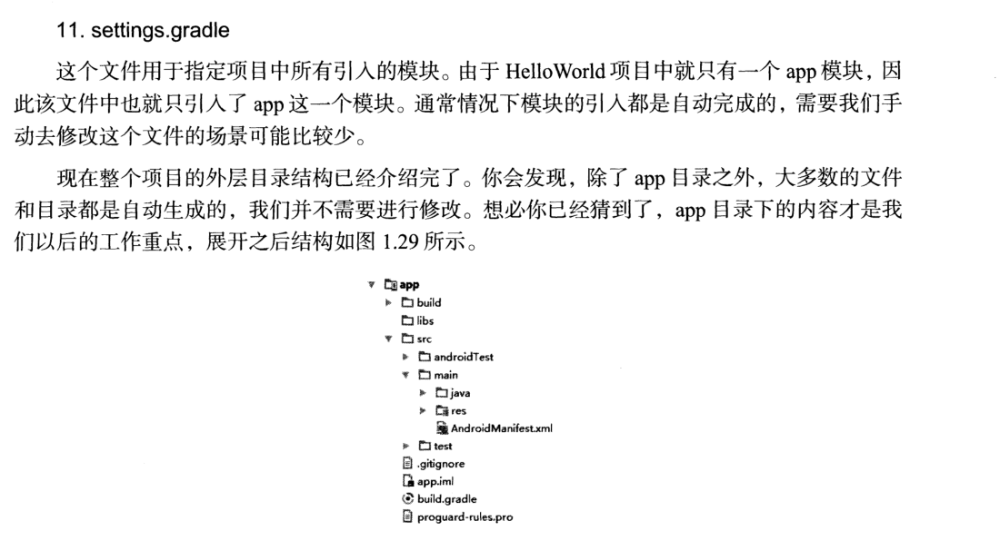 11. settings.gradle
这个文件用于指定项目中所有引入的模块。由于 HelloWorld 项目中就只有一个 app 模块，因
此该文件中也就只引入了 app 这一个模块。通常情况下模块的引入都是自动完成的，需要我们手
动去修改这个文件的场景可能比较少。
现在整个项目的外层目录结构已经介绍完了。你会发现，除了 app 目录之外，大多数的文件
和目录都是自动生成的，我们并不需要进行修改。想必你已经猜到了，app 目录下的内容才是我
们以后的工作重点，展开之后结构如图 1.29 所示。
app
build
libs
src
androidTest
main
java
res
AndroidManifest.xml
test
.gitignore
app.iml
build.gradle
proguard-rules.pro